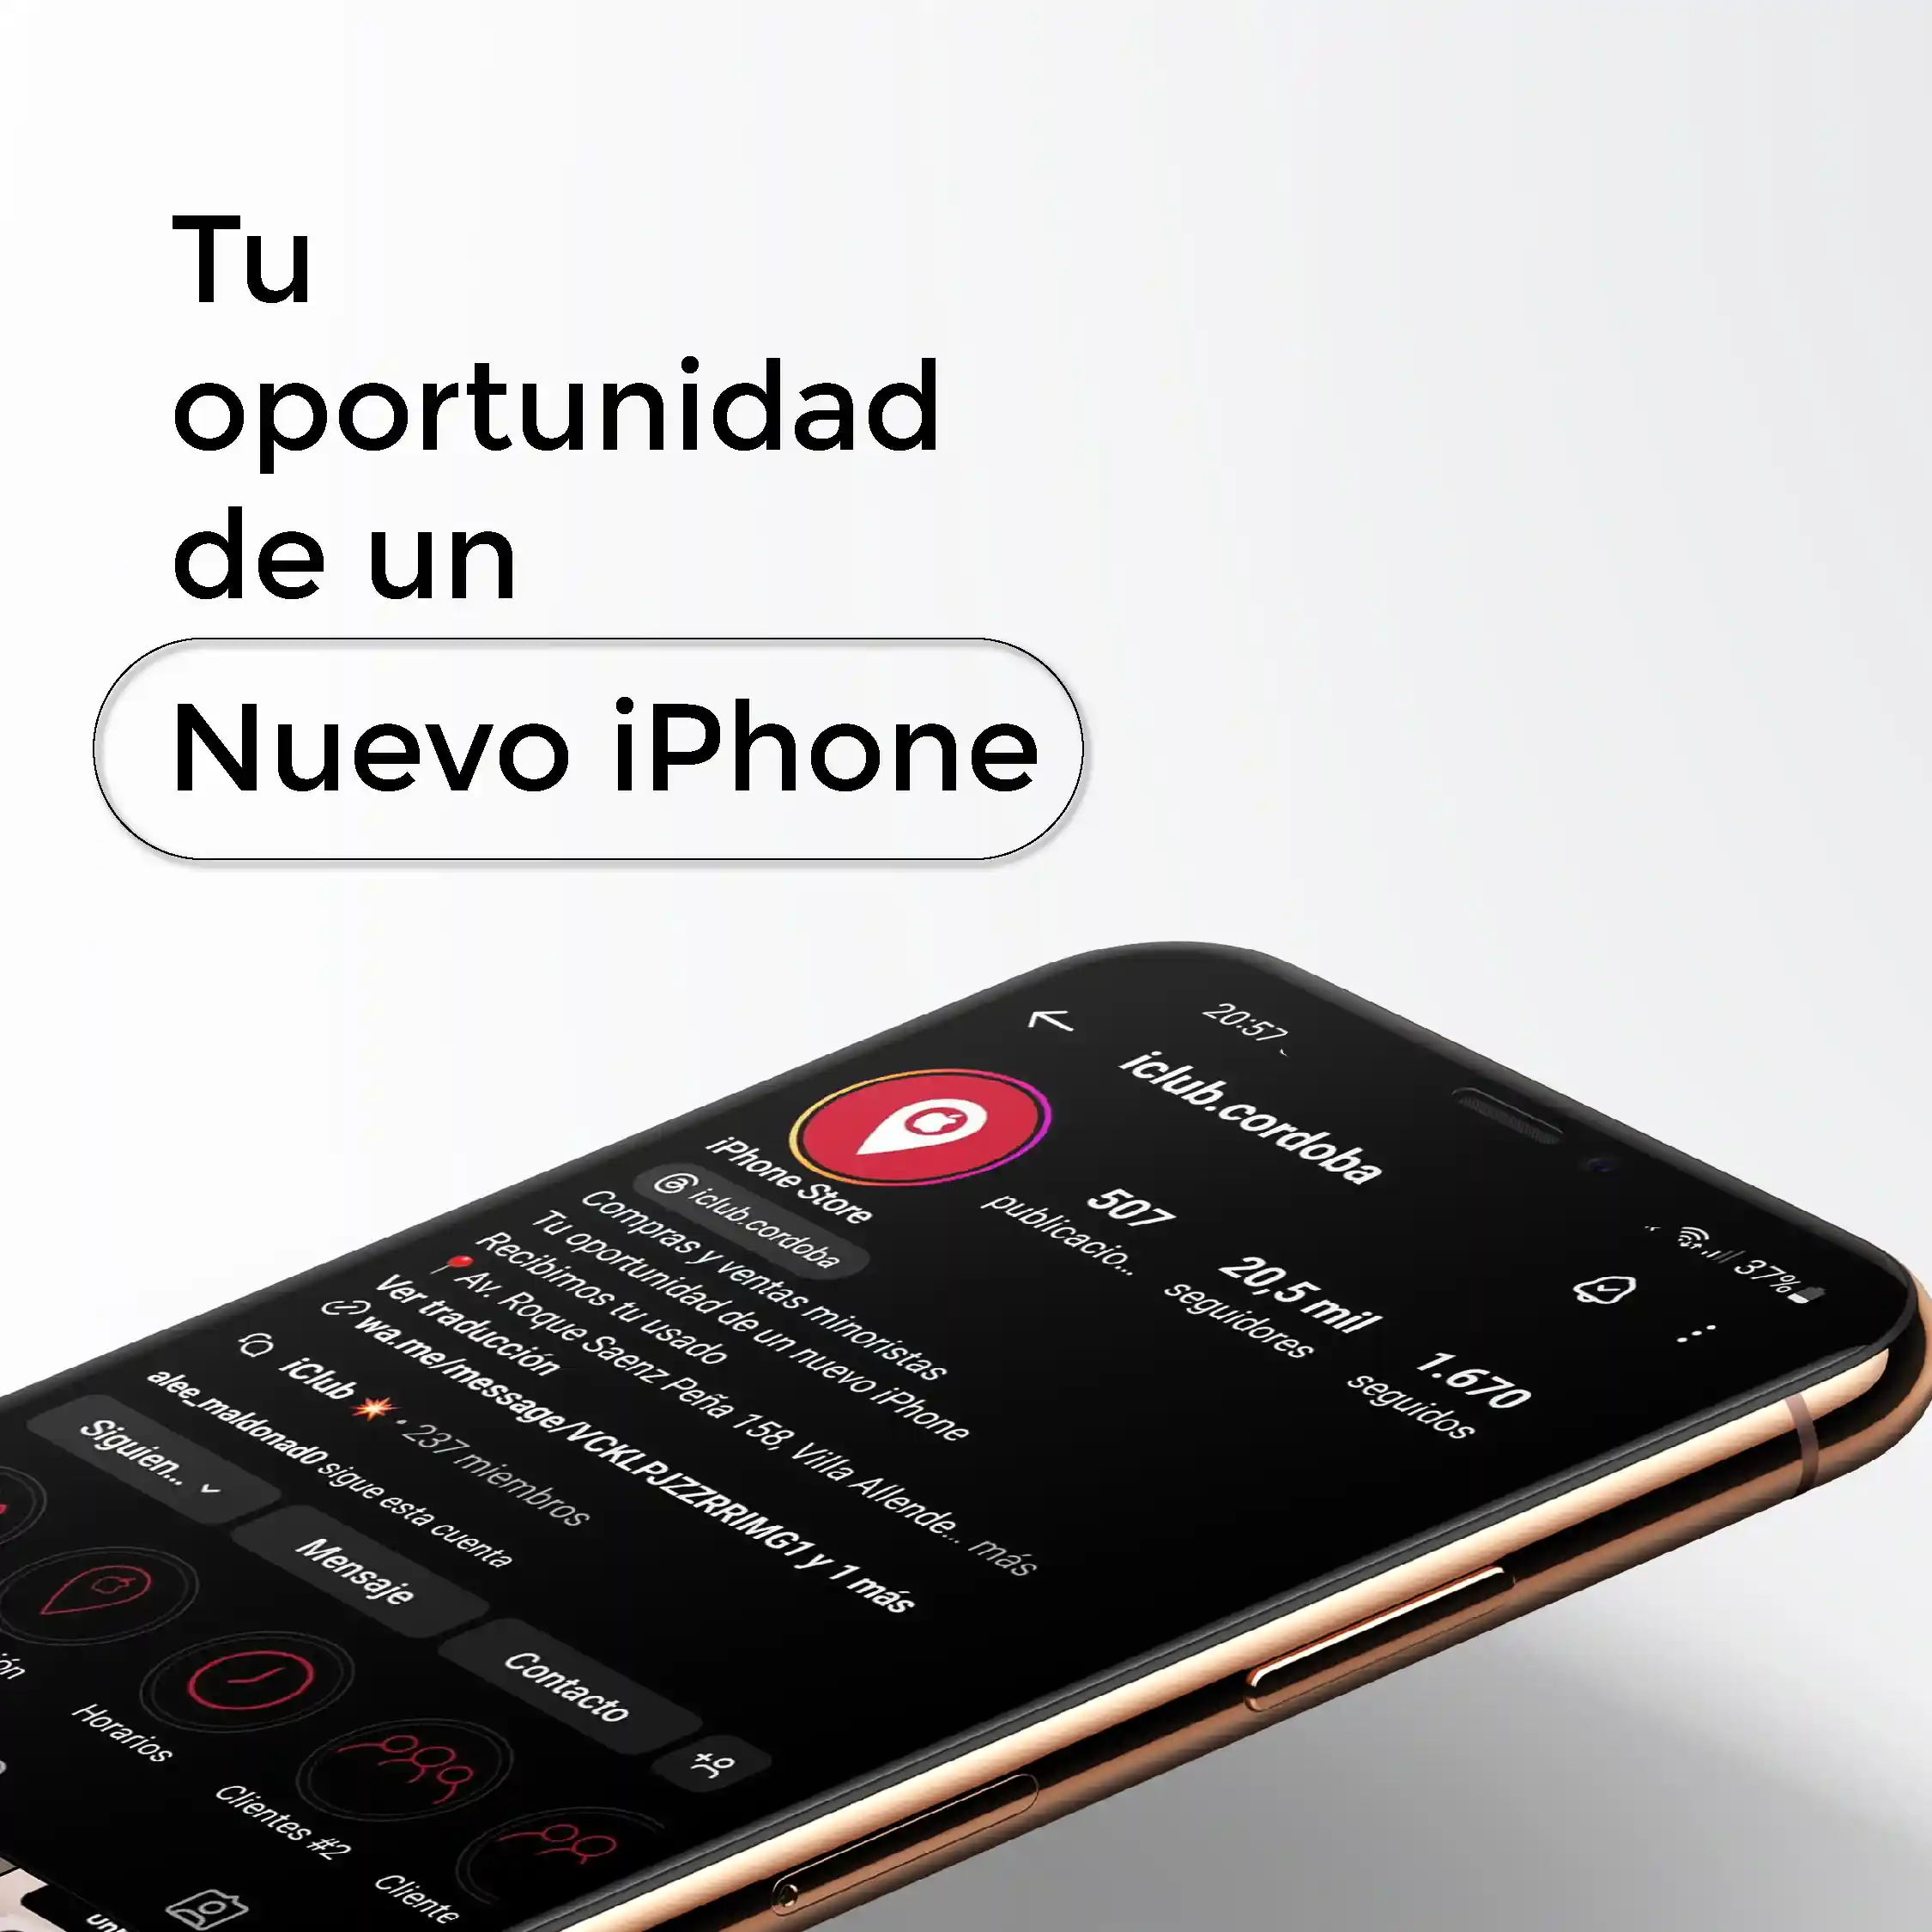 Tu
oportunidad
de un
Nuevo iPhone
20:57
37%
iclub.cordoba
507
publicacio...
20,5 mil
seguidores
1.670
seguidos
iPhone Store
iclub.cordoba
Compras y ventas minoristas
Tu oportunidad de un nuevo iPhone
Recibimos tu usado
📍Av. Roque Saenz Peña 158, Villa Allende... más
Ver traducción
wa.me/message/VCKLPJZZRRIMG1 y 1 más
iClub 💥 • 237 miembros
alee_maldonado sigue esta cuenta
Siguien...
Mensaje
Contacto
Horarios
Clientes #2
Cliente